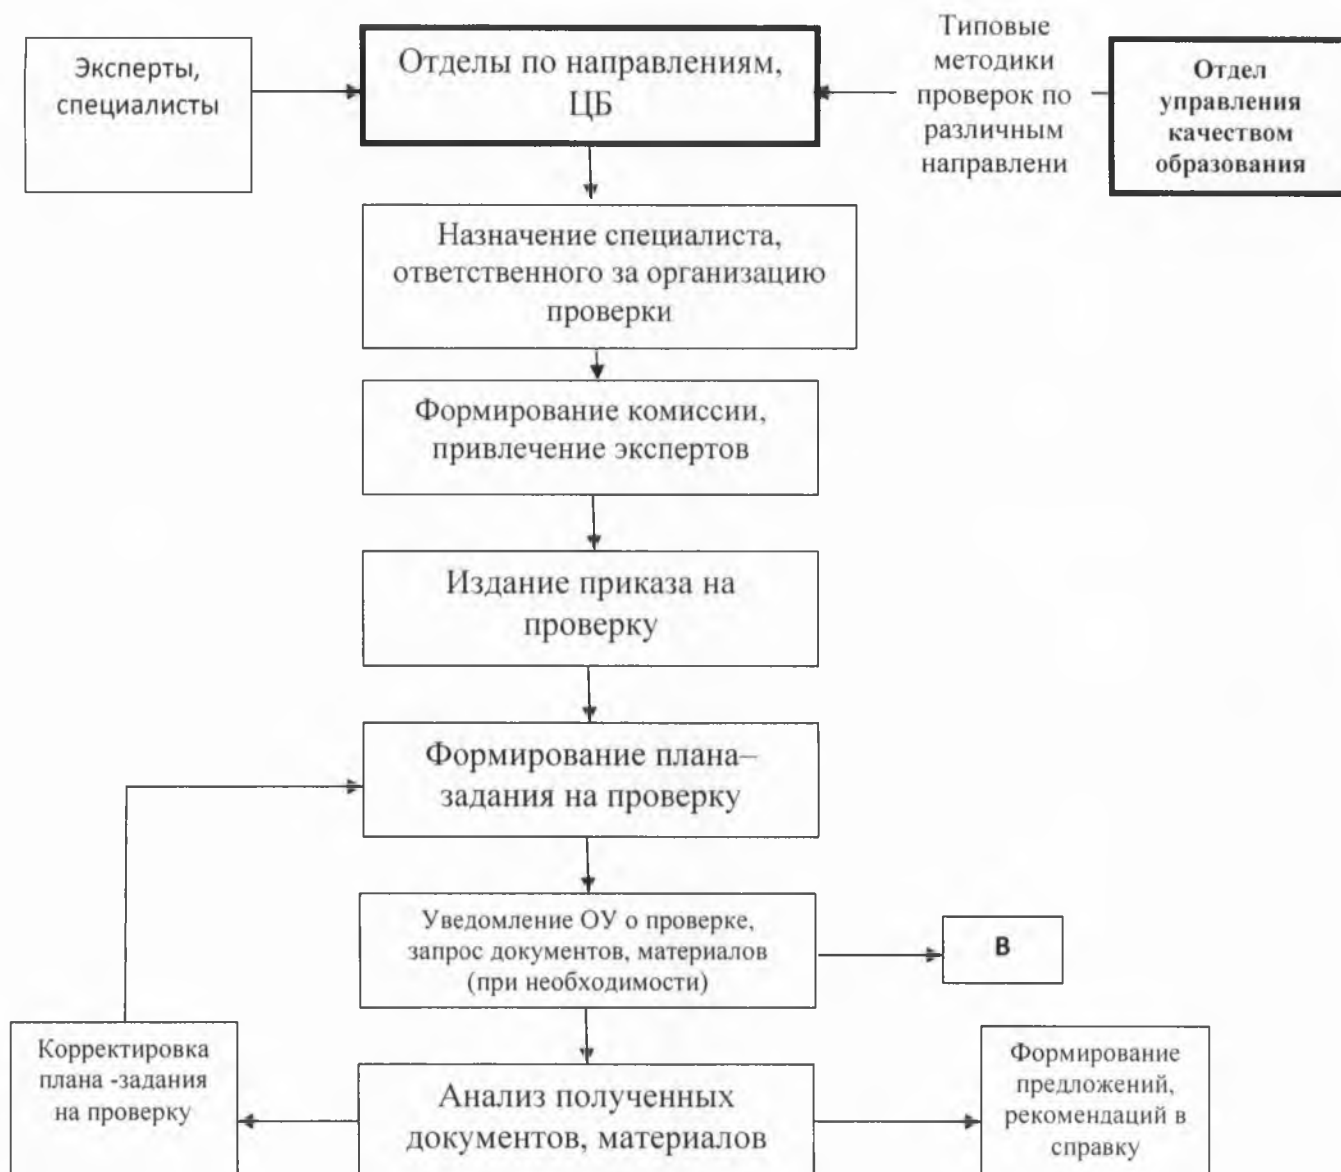 Эксперты,
специалисты
Отделы по направлениям,
ЦБ
Типовые
методики
проверок по
различным
направлени
Отдел
управления
качеством
образования
Назначение специалиста,
ответственного за организацию
проверки
Формирование комиссии,
привлечение экспертов
Издание приказа на
проверку
Формирование плана–
задания на проверку
Уведомление ОУ о проверке,
запрос документов, материалов
(при необходимости)
В
Корректировка
плана -задания
на проверку
Анализ полученных
документов, материалов
Формирование
предложений,
рекомендаций в
справку